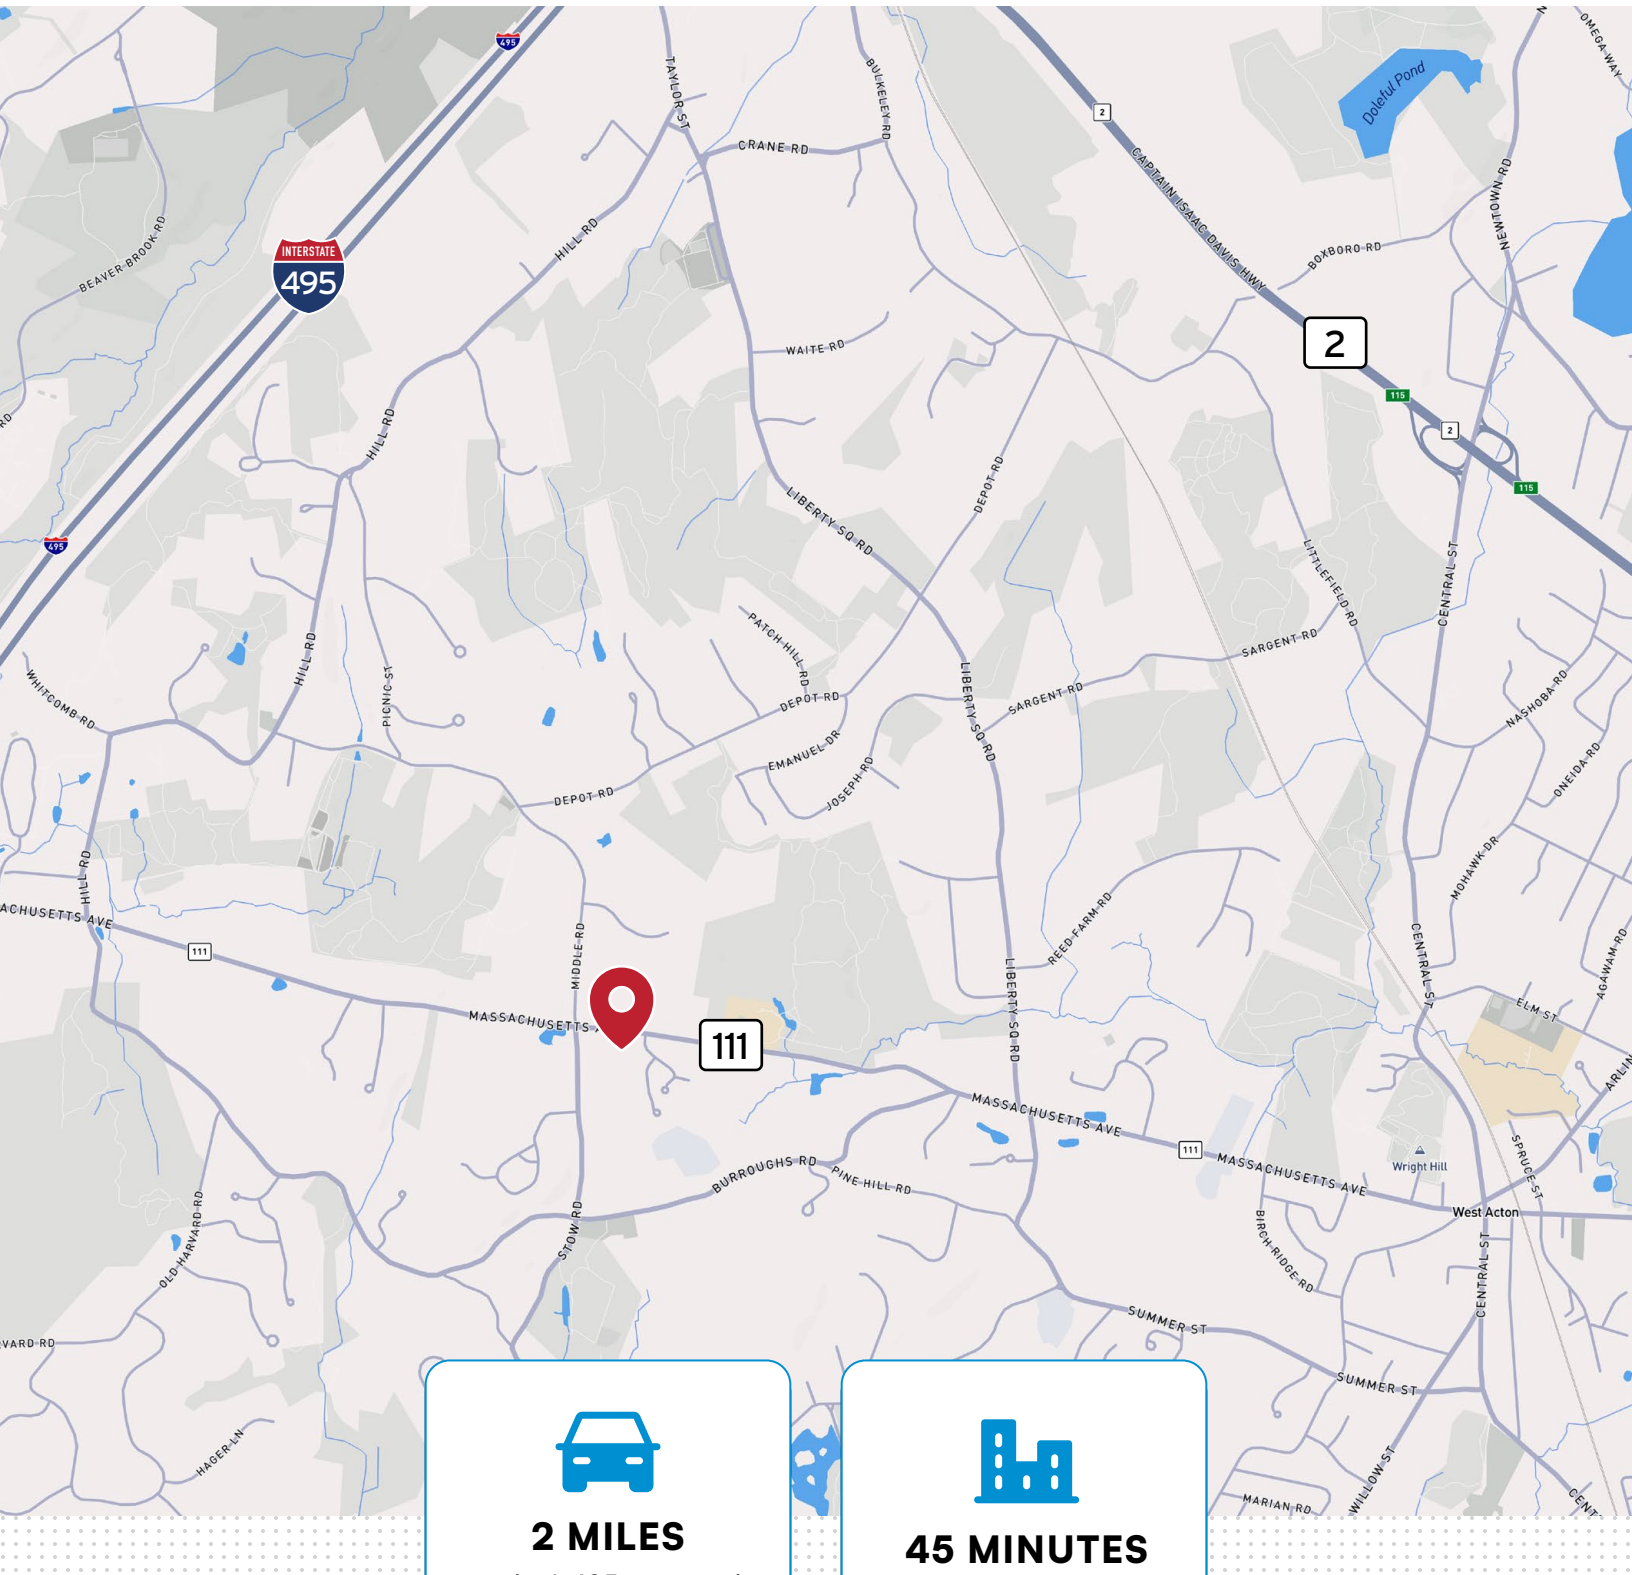 495
TAYLOR ST
BULKELEY RD
OMEGA WAY
Doleful Pond
2
CRANE RD
CAPTAIN ISAAC DAVIS HWY
NEWTOWN RD
BEAVER BROOK RD
HILL RD
INTERSTATE
495
BOXBORO RD
2
WAITE RD
115
HILL RD
2
DEPOT RD
115
LIBERTY SQ RD
495
LITTLEFIELD RD
CENTRAL ST
PATCH HILL RD
HILL RD
SARGENT RD
WHITCOMB RD
PICNIC ST
DEPOT RD
LIBERTY SQ RD
SARGENT RD
NASHOBA RD
EMANUEL DR
JOSEPH RD
ONEIDA RD
DEPOT RD
HILL RD
MOHAWK DR
ACHUSETTS AVE
REED FARM RD
CENTRAL ST
AGAWAM RD
111
MIDDLE RD
LIBERTY SQ RD
ELM ST
MASSACHUSETTS
111
ARLIN
MASSACHUSETTS AVE
111
MASSACHUSETTS AVE
Wright Hill
SPRUCE ST
BURROUGHS RD
PINE HILL RD
West Acton
OLD HARVARD RD
STOW RD
BIRCH RIDGE RD
CENTRAL ST
VARD RD
SUMMER ST
SUMMER ST
HAGER LN
WILLOW ST
MARIAN RD
CENT
2 MILES
45 MINUTES